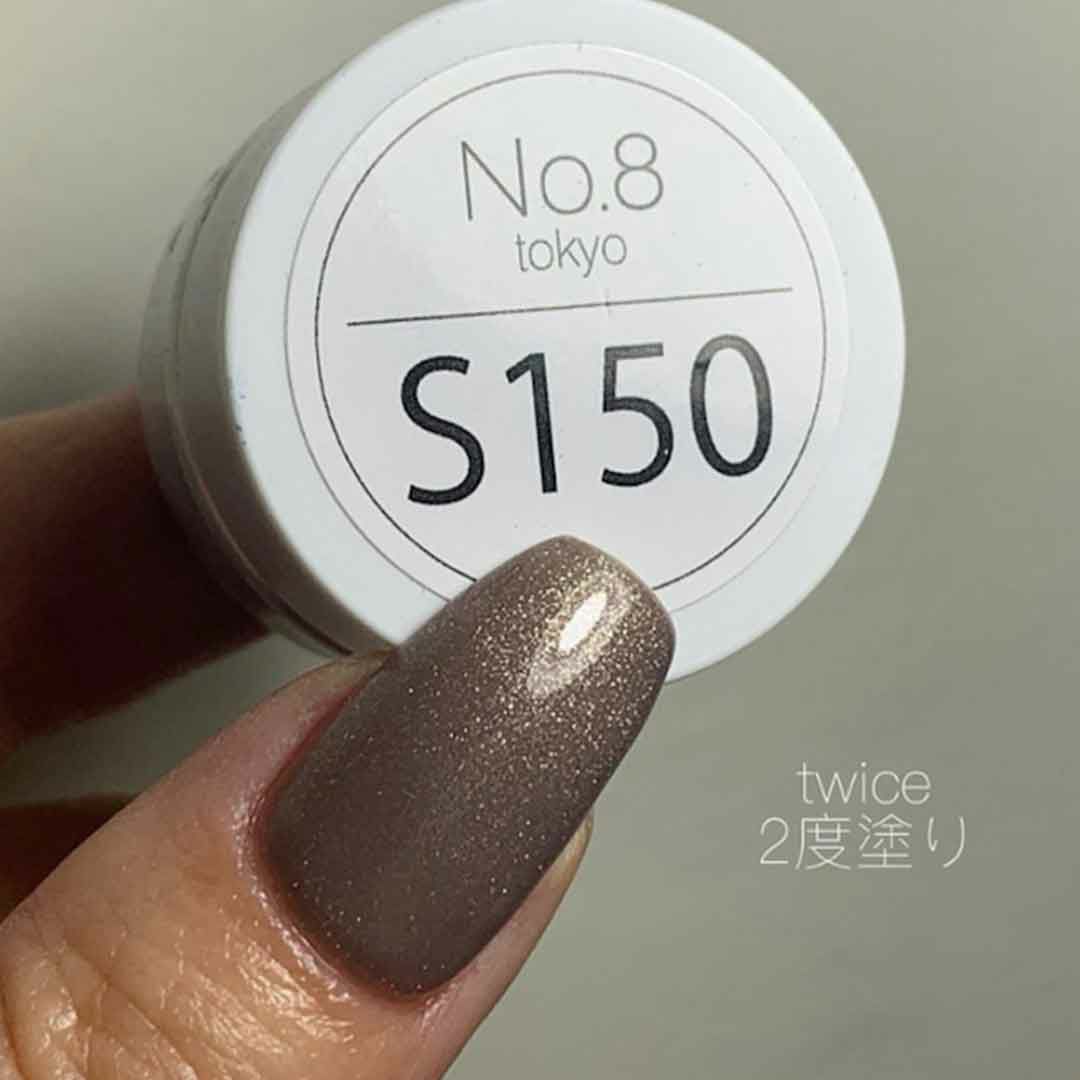 No.8
tokyo
S150
twice
2度塗り